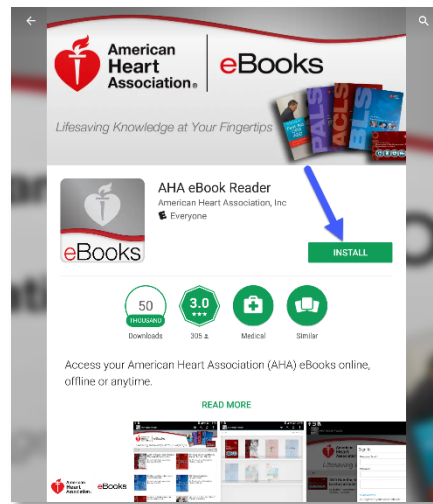 American
Heart
Association®
eBooks
Lifesaving Knowledge at Your Fingertips
PALS
ACLS
BLS
eBooks
AHA eBook Reader
American Heart Association, Inc
Everyone
INSTALL
50
THOUSAND
Downloads
3.0
305
Medical
Similar
Access your American Heart Association (AHA) eBooks online,
offline or anytime.
READ MORE
American
Heart
Association
eBooks
Sign In